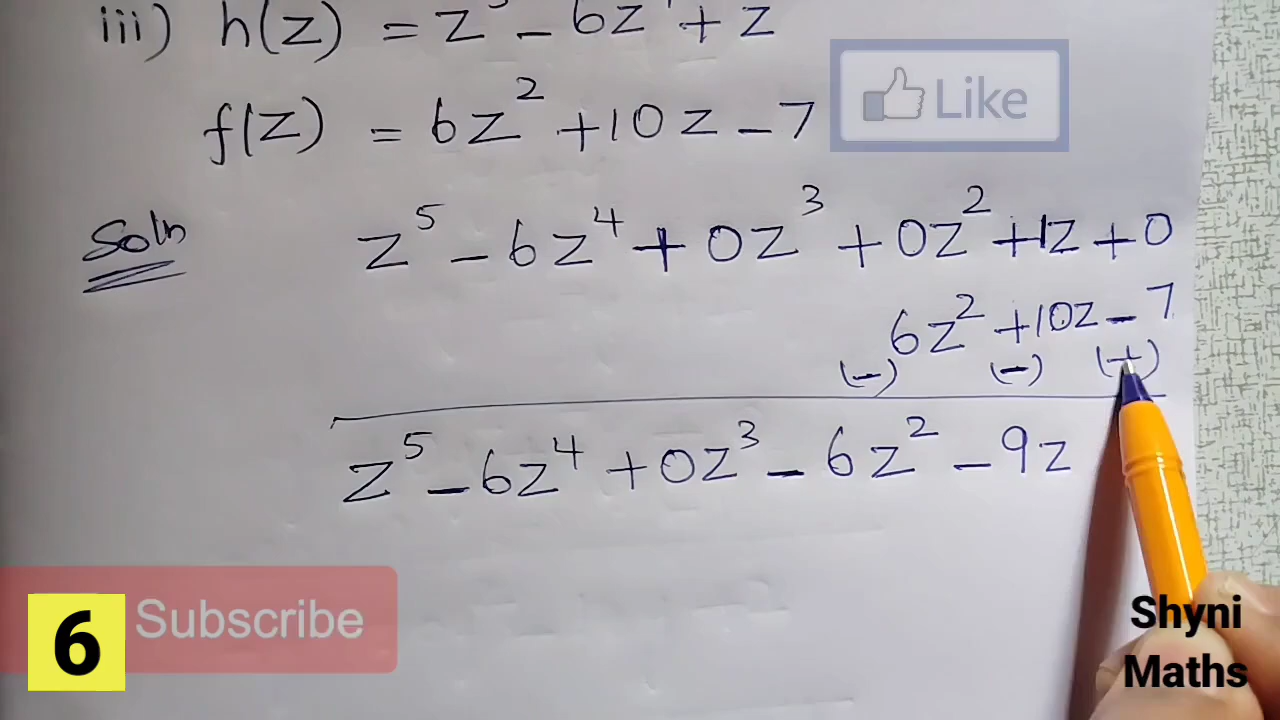 iii) h(z) = z⁵ - 6z⁴ + z
f(z) = 6z² + 10z - 7
Like
Soln
z⁵ - 6z⁴ + 0z³ + 0z² + 1z + 0
6z² + 10z - 7
(-) (-) (+)
z⁵ - 6z⁴ + 0z³ - 6z² - 9z
6
Subscribe
Shyni
Maths